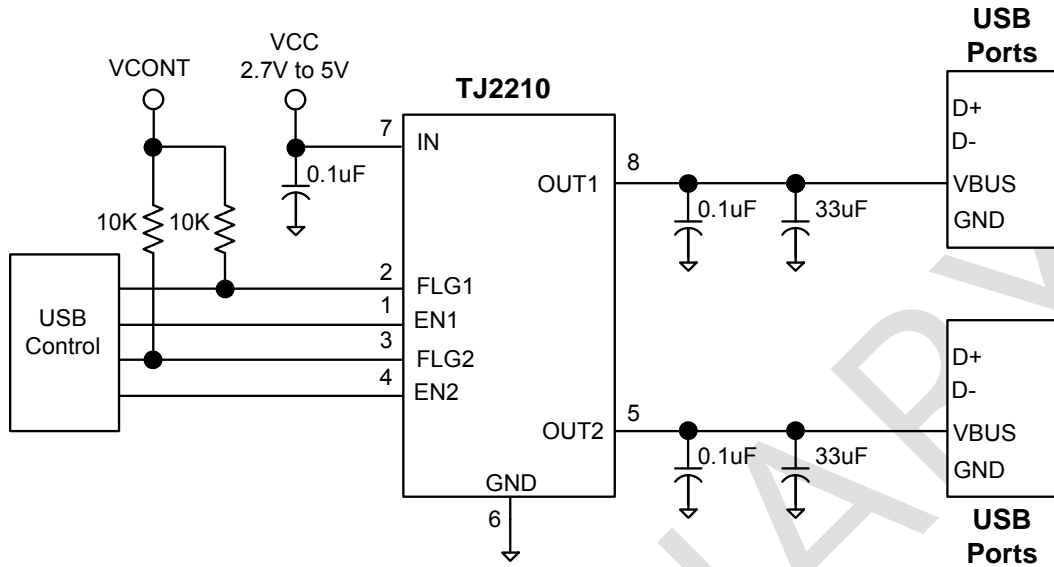 USB
Ports
VCC
2.7V to 5V
VCONT
TJ2210
D+
D-
VBUS
GND
7
IN
0.1uF
8
OUT1
0.1uF
33uF
10K
10K
USB
Control
2
FLG1
1
EN1
3
FLG2
4
EN2
D+
D-
VBUS
GND
5
OUT2
0.1uF
33uF
GND
6
USB
Ports